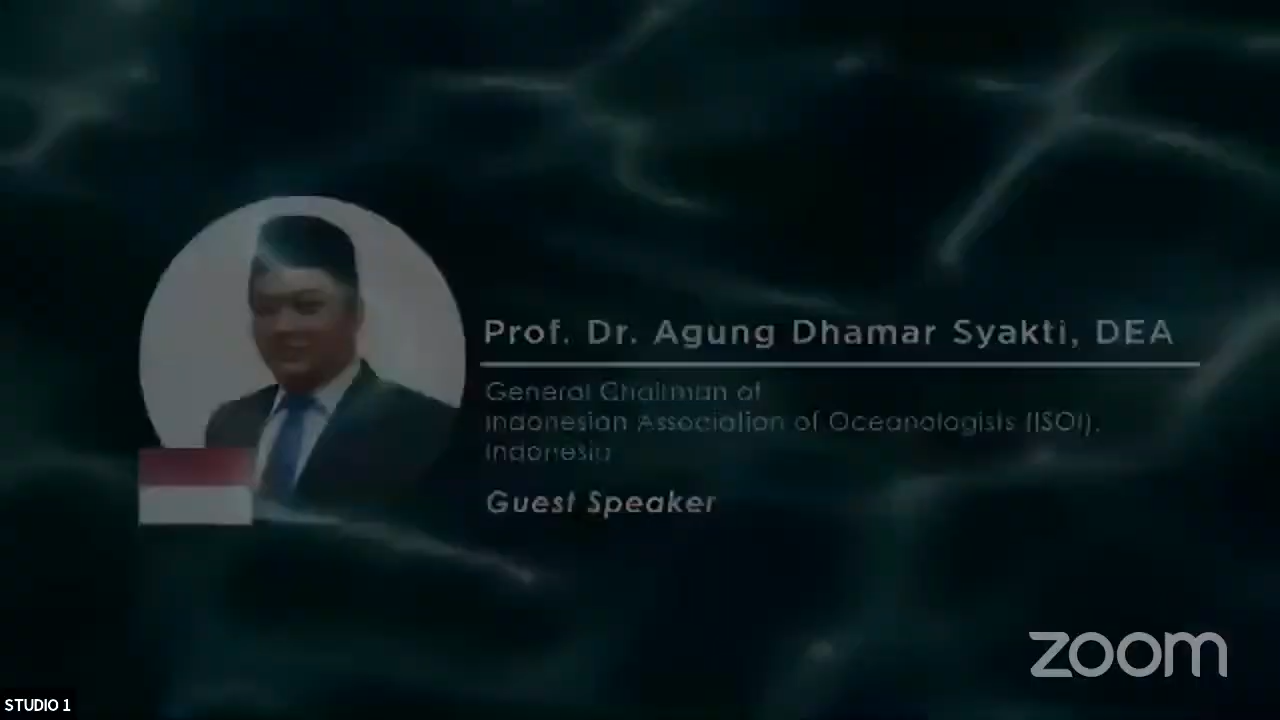 Prof. Dr. Agung Dhamar Syakti, DEA
General Chairman of
Indonesian Association of Oceanologists (ISOI),
Indonesia
Guest Speaker
zoom
STUDIO 1